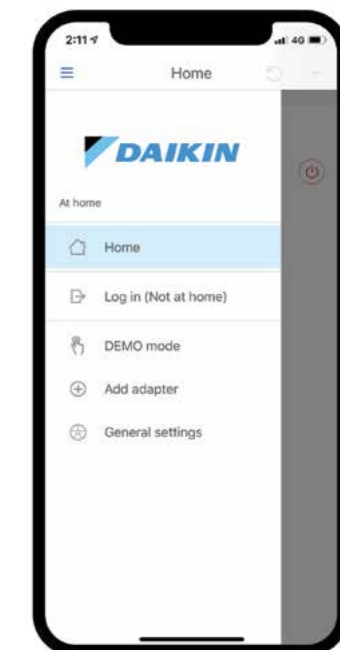 2:11
4G
Home
DAIKIN
At home
Home
Log in (Not at home)
DEMO mode
Add adapter
General settings